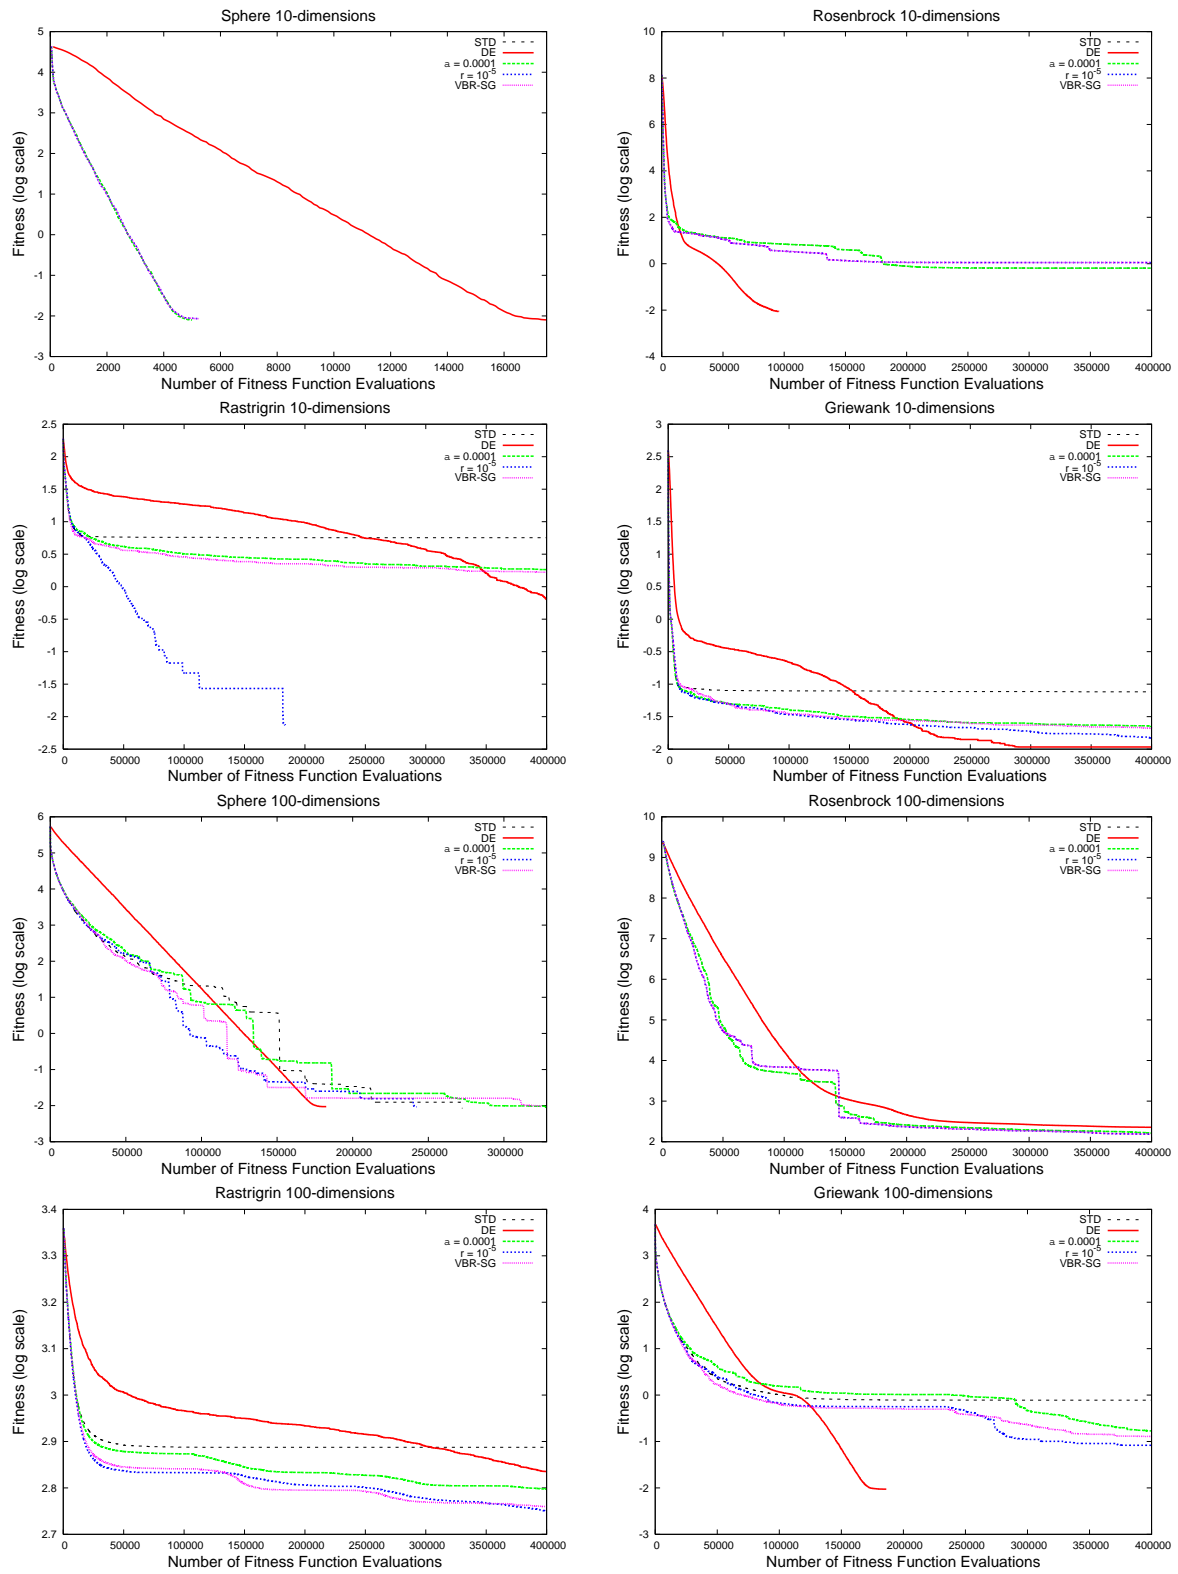 Sphere 10-dimensions
Fitness (log scale)
5
4
3
2
1
0
-1
-2
-3
STD
DE
a = 0.0001
r = 10^-5
VBR-SG
0 2000 4000 6000 8000 10000 12000 14000 16000
Number of Fitness Function Evaluations
Rosenbrock 10-dimensions
Fitness (log scale)
10
8
6
4
2
0
-2
-4
STD
DE
a = 0.0001
r = 10^-5
VBR-SG
0 50000 100000 150000 200000 250000 300000 350000 400000
Number of Fitness Function Evaluations
Rastrigrin 10-dimensions
Fitness (log scale)
2.5
2
1.5
1
0.5
0
-0.5
-1
-1.5
-2
-2.5
STD
DE
a = 0.0001
r = 10^-5
VBR-SG
0 50000 100000 150000 200000 250000 300000 350000 400000
Number of Fitness Function Evaluations
Griewank 10-dimensions
Fitness (log scale)
3
2.5
2
1.5
1
0.5
0
-0.5
-1
-1.5
-2
STD
DE
a = 0.0001
r = 10^-5
VBR-SG
0 50000 100000 150000 200000 250000 300000 350000 400000
Number of Fitness Function Evaluations
Sphere 100-dimensions
Fitness (log scale)
6
5
4
3
2
1
0
-1
-2
-3
STD
DE
a = 0.0001
r = 10^-5
VBR-SG
0 50000 100000 150000 200000 250000 300000
Number of Fitness Function Evaluations
Rosenbrock 100-dimensions
Fitness (log scale)
10
9
8
7
6
5
4
3
2
STD
DE
a = 0.0001
r = 10^-5
VBR-SG
0 50000 100000 150000 200000 250000 300000 350000 400000
Number of Fitness Function Evaluations
Rastrigrin 100-dimensions
Fitness (log scale)
3.4
3.3
3.2
3.1
3
2.9
2.8
2.7
STD
DE
a = 0.0001
r = 10^-5
VBR-SG
0 50000 100000 150000 200000 250000 300000 350000 400000
Number of Fitness Function Evaluations
Griewank 100-dimensions
Fitness (log scale)
4
3
2
1
0
-1
-2
-3
STD
DE
a = 0.0001
r = 10^-5
VBR-SG
0 50000 100000 150000 200000 250000 300000 350000 400000
Number of Fitness Function Evaluations